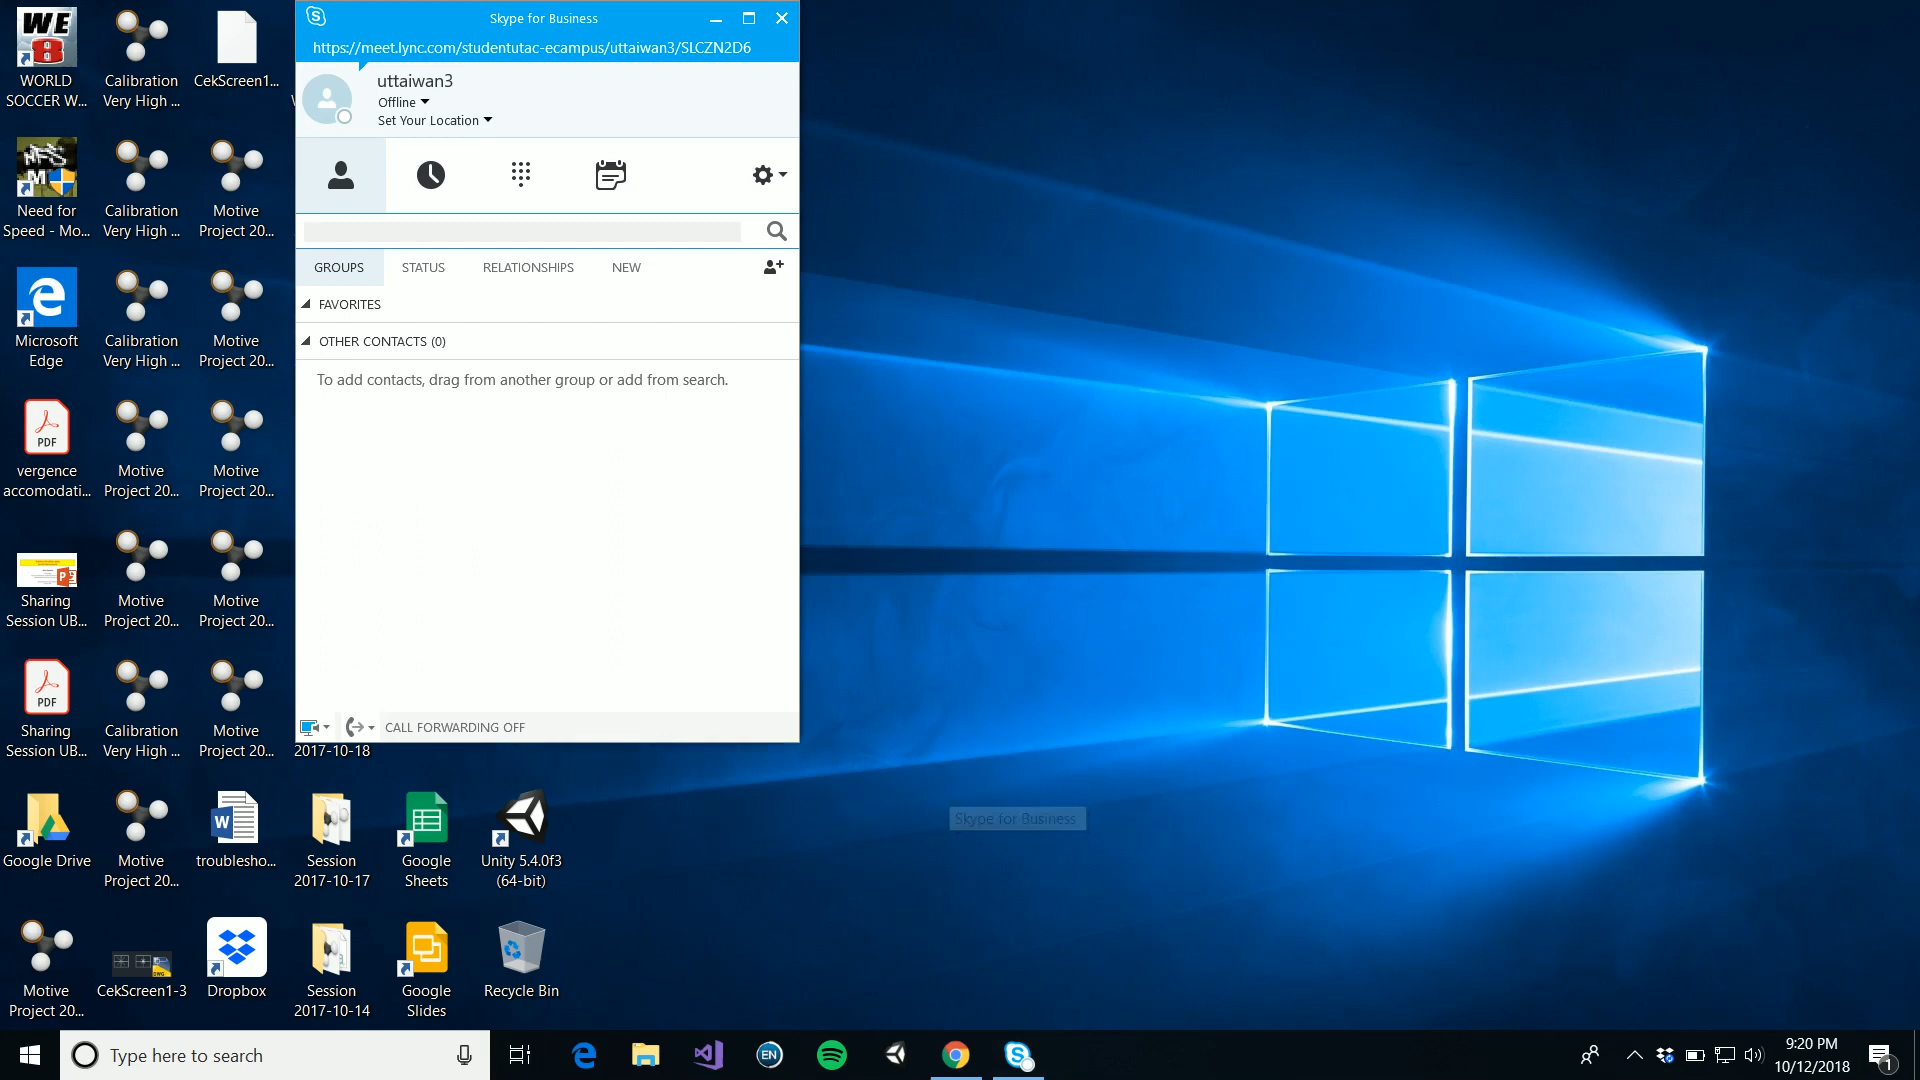 WORLD
SOCCER W...
Calibration
Very High ...
CekScreen1...
Need for
Speed - Mo...
Calibration
Very High ...
Motive
Project 20...
Microsoft
Edge
Calibration
Very High ...
Motive
Project 20...
PDF
vergence
accomodati...
Motive
Project 20...
Motive
Project 20...
Sharing
Session UB...
Motive
Project 20...
Motive
Project 20...
PDF
Sharing
Session UB...
Calibration
Very High ...
Motive
Project 20...
2017-10-18
Google Drive
Motive
Project 20...
troublesho...
Session
2017-10-17
Google
Sheets
Unity 5.4.0f3
(64-bit)
Motive
Project 20...
CekScreen1-3
Dropbox
Session
2017-10-14
Google
Slides
Recycle Bin
Skype for Business
https://meet.lync.com/studentutac-ecampus/uttaiwan3/SLCZN2D6
uttaiwan3
Offline
Set Your Location
GROUPS STATUS RELATIONSHIPS NEW
FAVORITES
OTHER CONTACTS (0)
To add contacts, drag from another group or add from search.
CALL FORWARDING OFF
Skype for Business
Type here to search
EN
9:20 PM
10/12/2018
1